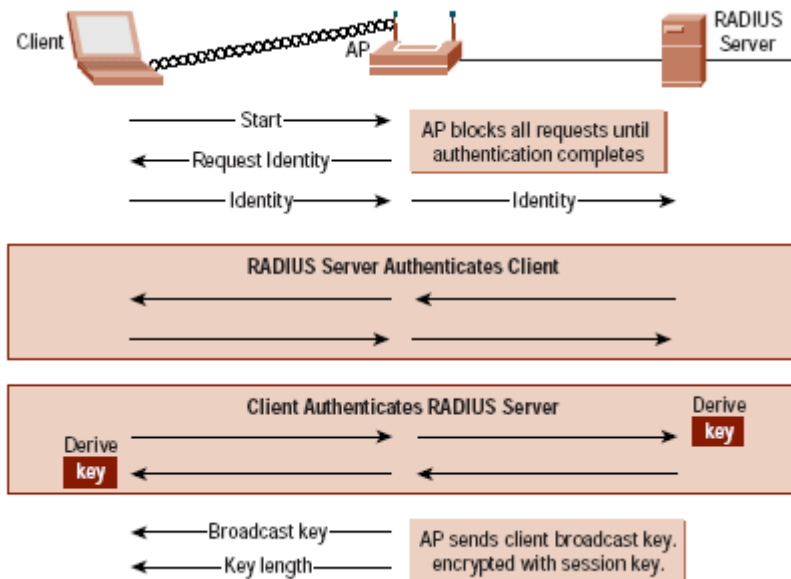 Client
AP
RADIUS
Server
Start
AP blocks all requests until
authentication completes
Request Identity
Identity
Identity
RADIUS Server Authenticates Client
Client Authenticates RADIUS Server
Derive
key
Derive
key
Broadcast key
AP sends client broadcast key.
encrypted with session key.
Key length